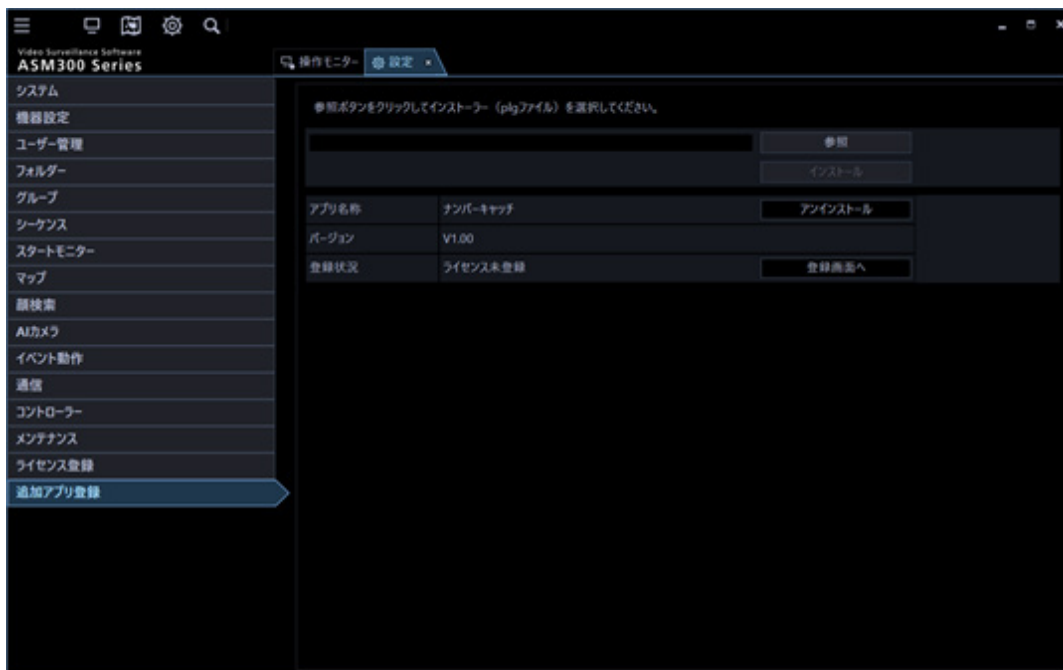 Video Surveillance Software
ASM300 Series
操作モニター 設定 ×
システム
機器設定
ユーザー管理
フォルダー
グループ
シーケンス
スタートモニター
マップ
顔検索
AIカメラ
イベント動作
通信
コントローラー
メンテナンス
ライセンス登録
追加アプリ登録
参照ボタンをクリックしてインストーラー（plgファイル）を選択してください。
参照
インストール
アプリ名称 ナンバーキャッチ アンインストール
バージョン V1.00
登録状況 ライセンス未登録 登録画面へ